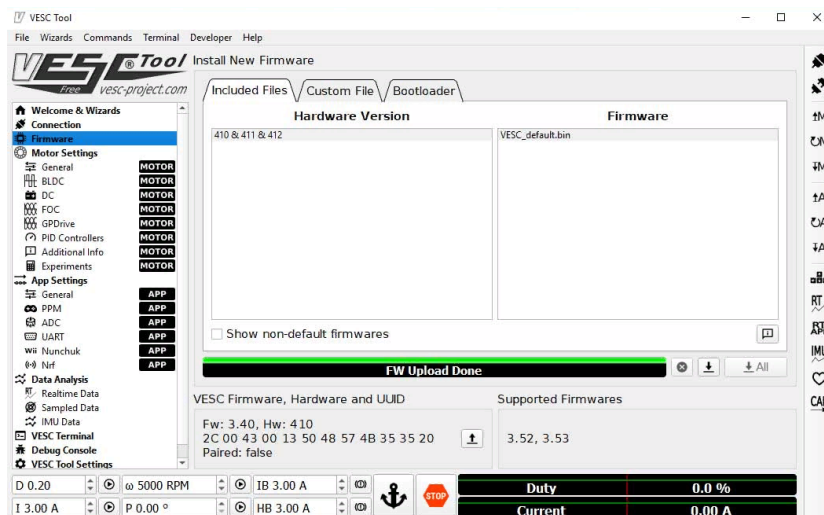 VESC Tool
File Wizards Commands Terminal Developer Help
VESC® Tool
Free vesc-project.com
Welcome & Wizards
Connection
Firmware
Motor Settings
General MOTOR
BLDC MOTOR
DC MOTOR
FOC MOTOR
GPDrive MOTOR
PID Controllers MOTOR
Additional Info MOTOR
Experiments MOTOR
App Settings
General APP
PPM APP
ADC APP
UART APP
Wii Nunchuk APP
Nrf APP
Data Analysis
RT Realtime Data
Sampled Data
IMU Data
VESC Terminal
Debug Console
VESC Tool Settings
Install New Firmware
Included Files Custom File Bootloader
Hardware Version Firmware
410 & 411 & 412 VESC_default.bin
Show non-default firmwares
FW Upload Done
All
VESC Firmware, Hardware and UUID Supported Firmwares
Fw: 3.40, Hw: 410
2C 00 43 00 13 50 48 57 4B 35 35 20
Paired: false
3.52, 3.53
D 0.20 ω 5000 RPM IB 3.00 A
I 3.00 A P 0.00 ° HB 3.00 A
STOP
Duty 0.0 %
Current 0.00 A
RT
IMU